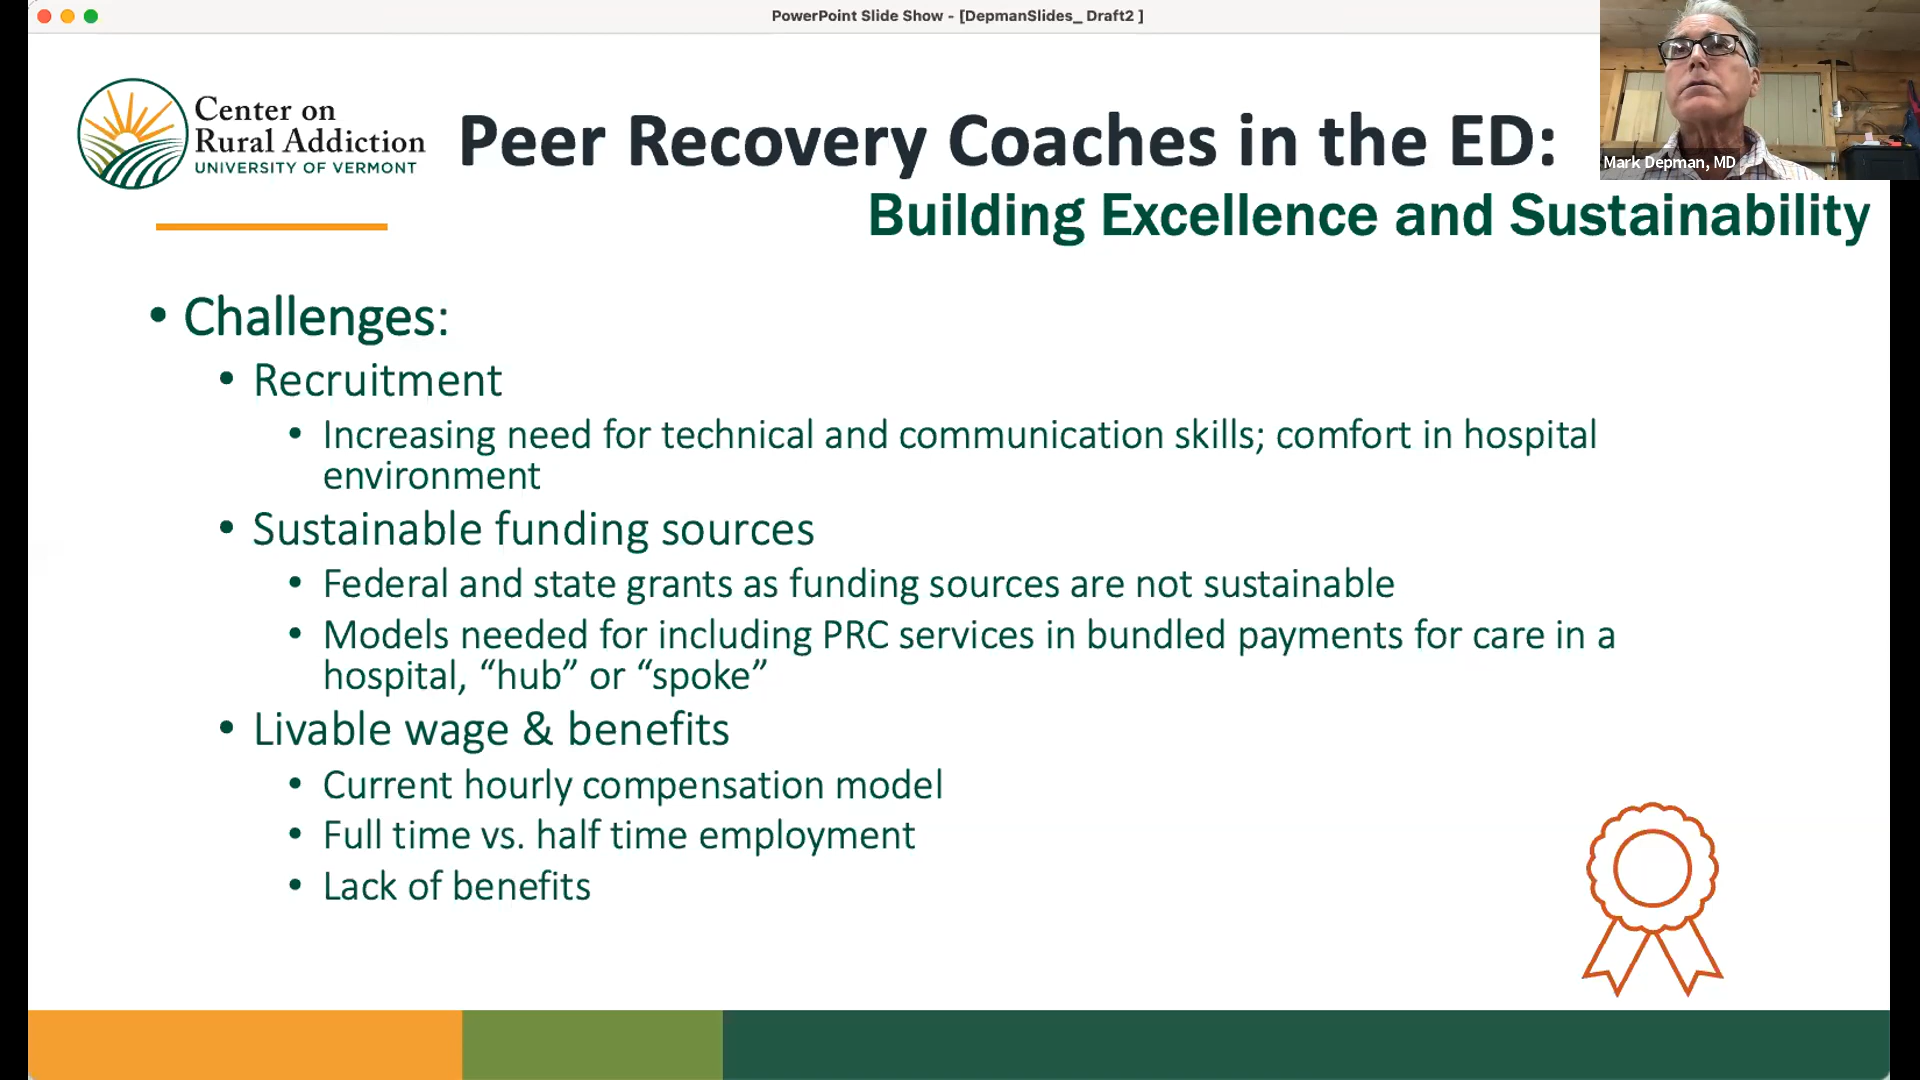 PowerPoint Slide Show - [DepmanSlides_ Draft2 ]
Center on
Rural Addiction
UNIVERSITY OF VERMONT
Peer Recovery Coaches in the ED:
Mark Depman, MD
Building Excellence and Sustainability
• Challenges:
• Recruitment
• Increasing need for technical and communication skills; comfort in hospital
environment
• Sustainable funding sources
• Federal and state grants as funding sources are not sustainable
• Models needed for including PRC services in bundled payments for care in a
hospital, “hub” or “spoke”
• Livable wage & benefits
• Current hourly compensation model
• Full time vs. half time employment
• Lack of benefits